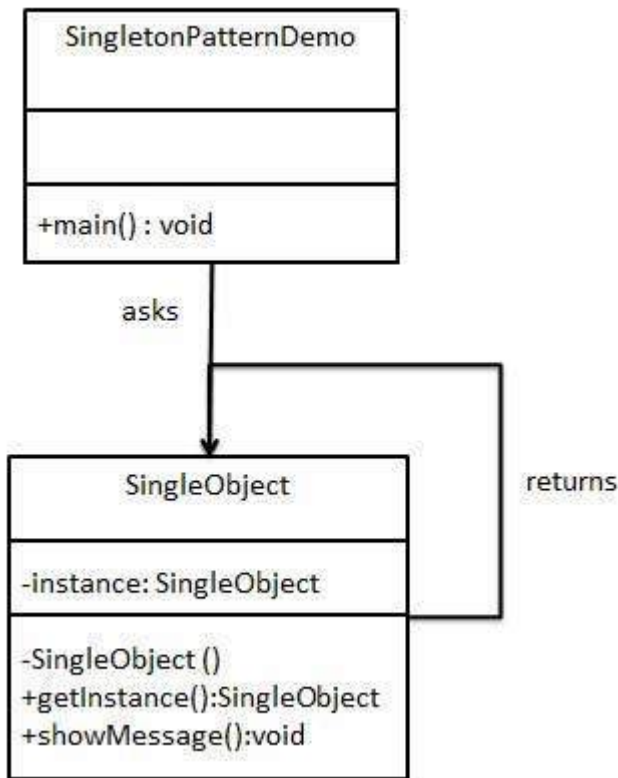 SingletonPatternDemo
+main() : void
asks
SingleObject
returns
-instance: SingleObject
-SingleObject ()
+getInstance():SingleObject
+showMessage():void